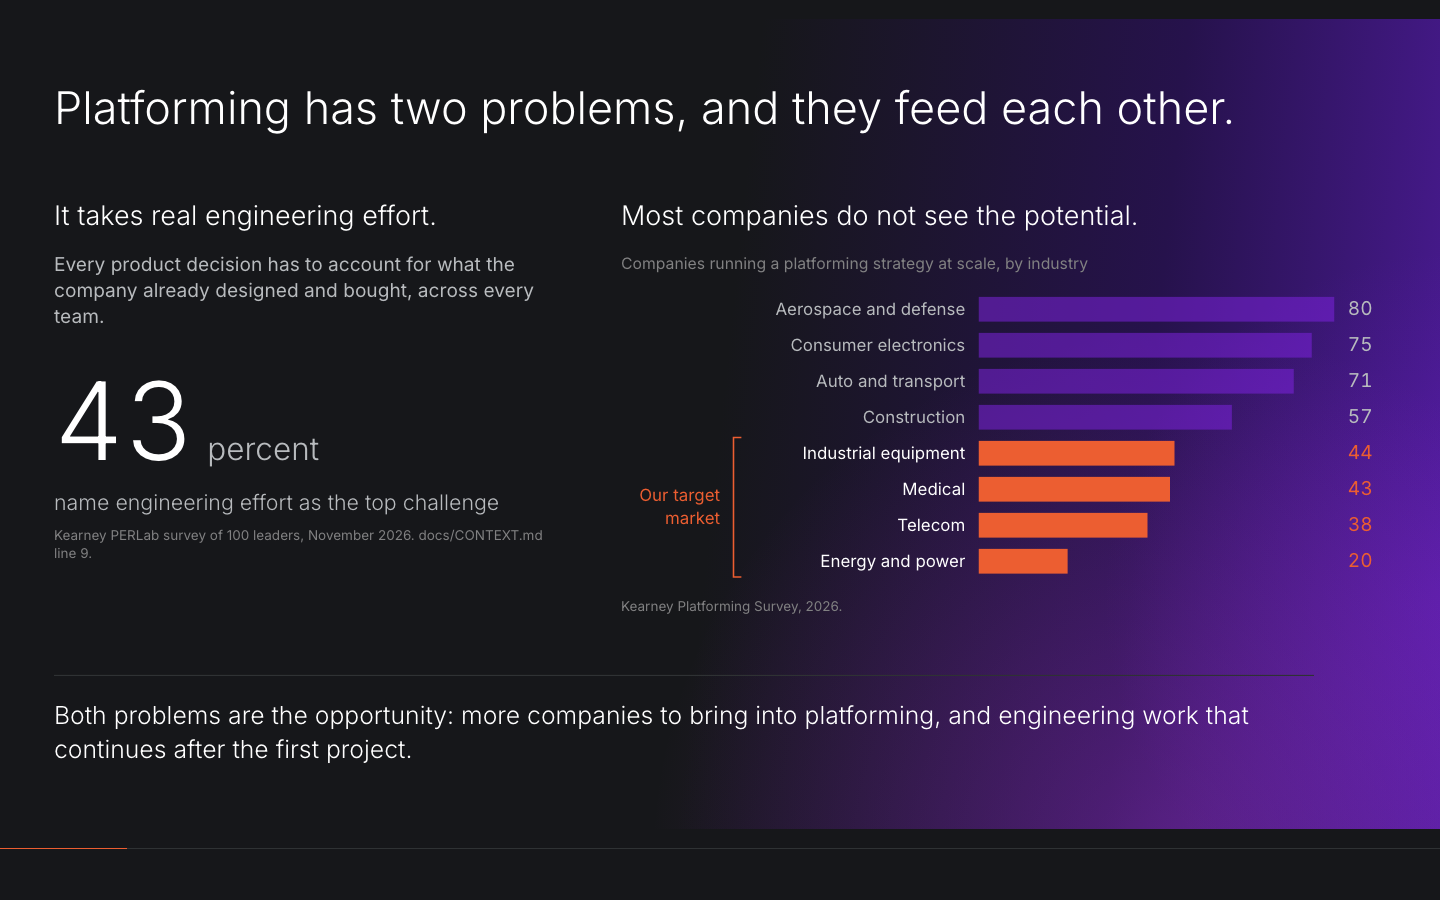 Platforming has two problems, and they feed each other.
It takes real engineering effort.
Every product decision has to account for what the
company already designed and bought, across every
team.
43 percent
name engineering effort as the top challenge
Kearney PERLab survey of 100 leaders, November 2026. docs/CONTEXT.md
line 9.
Most companies do not see the potential.
Companies running a platforming strategy at scale, by industry
Aerospace and defense 80
Consumer electronics 75
Auto and transport 71
Construction 57
Industrial equipment 44
Medical 43
Telecom 38
Energy and power 20
Our target
market
Kearney Platforming Survey, 2026.
Both problems are the opportunity: more companies to bring into platforming, and engineering work that
continues after the first project.